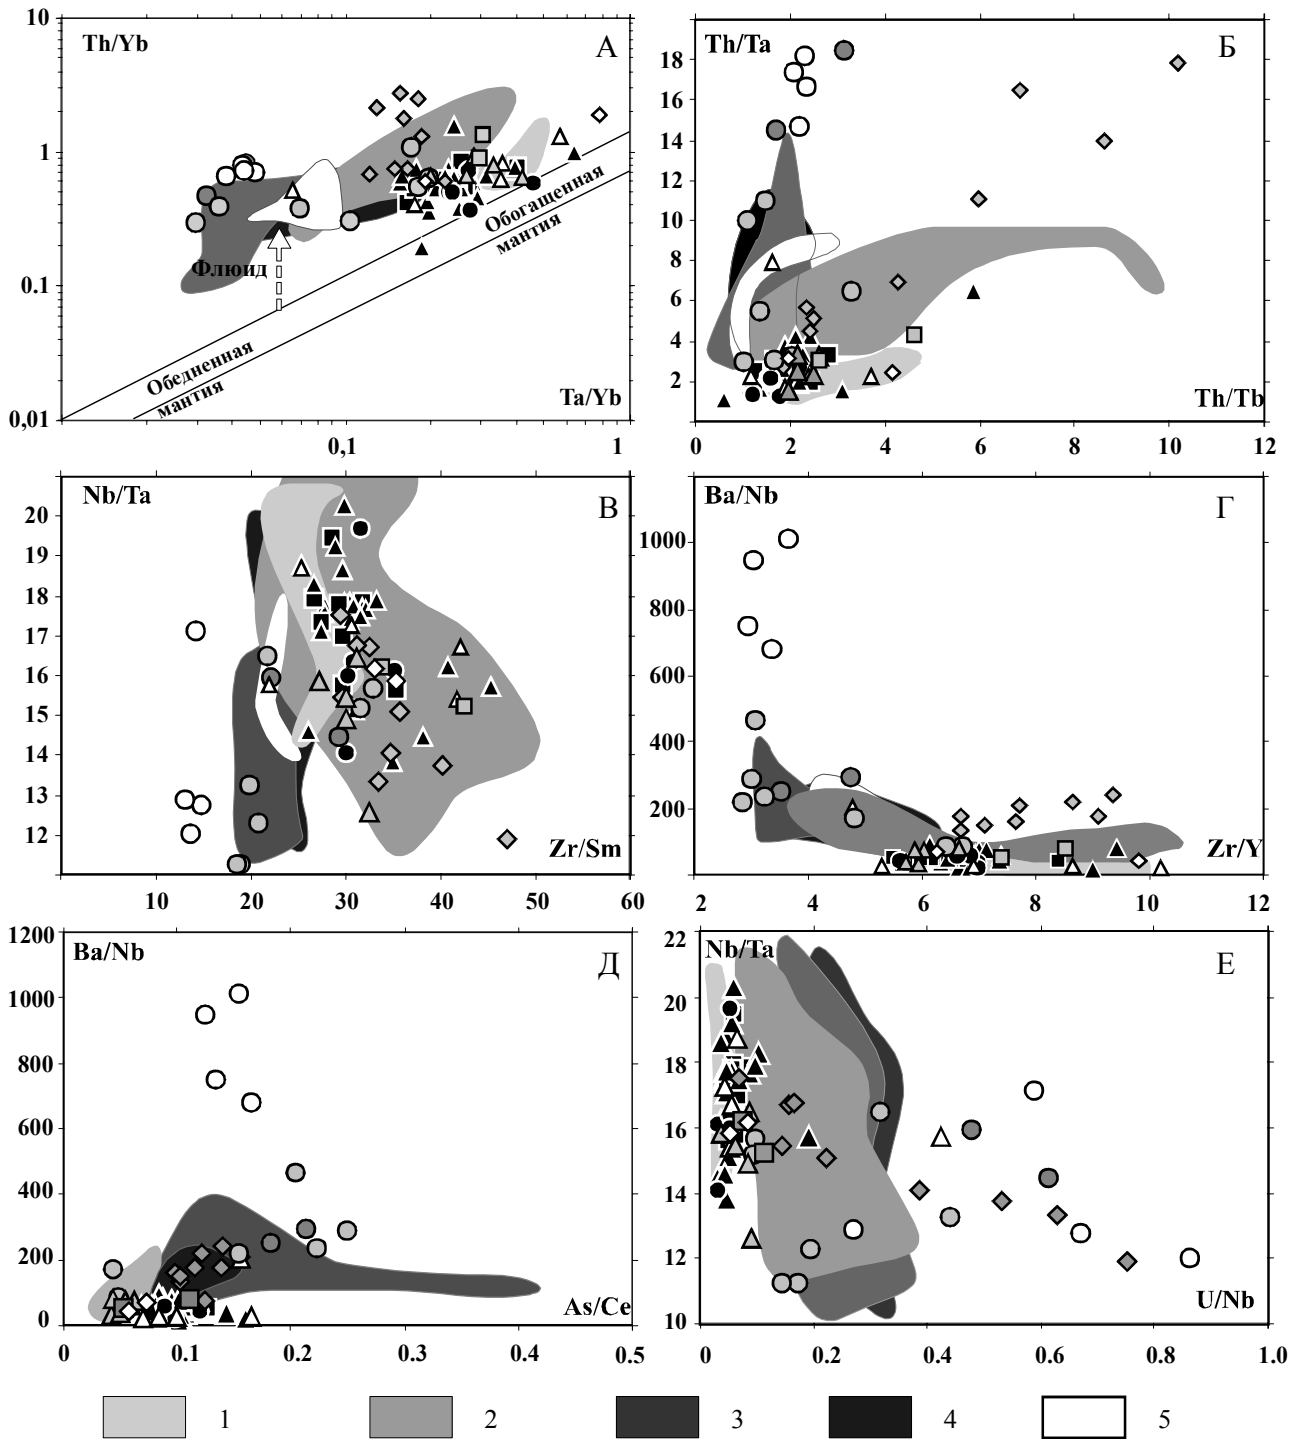 10
Th/Yb
А
1
0.1
0,01
Флюид
Обогащенная
мантия
Обедненная
мантия
Ta/Yb
0,1
1
Th/Ta
Б
18
16
14
12
10
8
6
4
2
Th/Tb
0 2 4 6 8 10 12
Nb/Ta
В
20
19
18
17
16
15
14
13
12
Zr/Sm
10 20 30 40 50 60
Ba/Nb
Г
1000
800
600
400
200
Zr/Y
2 4 6 8 10 12
1200
Ba/Nb
Д
1000
800
600
400
200
0
As/Ce
0 0.1 0.2 0.3 0.4 0.5
22
Nb/Ta
Е
20
18
16
14
12
10
U/Nb
0 0.2 0.4 0.6 0.8 1.0
1 2 3 4 5